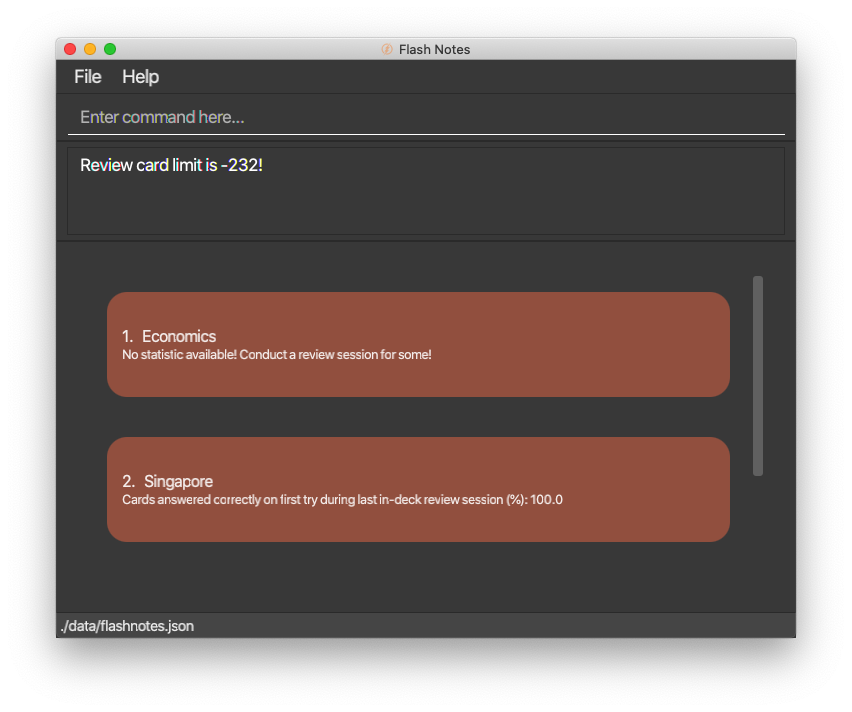 Flash Notes
File Help
Enter command here...
Review card limit is -232!
1. Economics
No statistic available! Conduct a review session for some!
2. Singapore
Cards answered correctly on first try during last in-deck review session (%): 100.0
./data/flashnotes.json